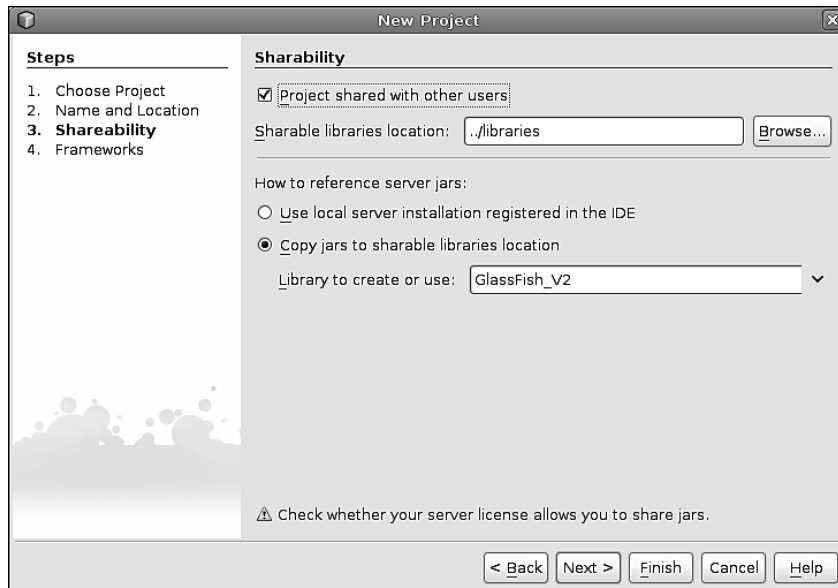 New Project
Steps
1. Choose Project
2. Name and Location
3. Shareability
4. Frameworks
Sharability
Project shared with other users
Sharable libraries location: ../libraries Browse...
How to reference server jars:
Use local server installation registered in the IDE
Copy jars to sharable libraries location
Library to create or use: GlassFish_V2
Check whether your server license allows you to share jars.
< Back Next > Finish Cancel Help